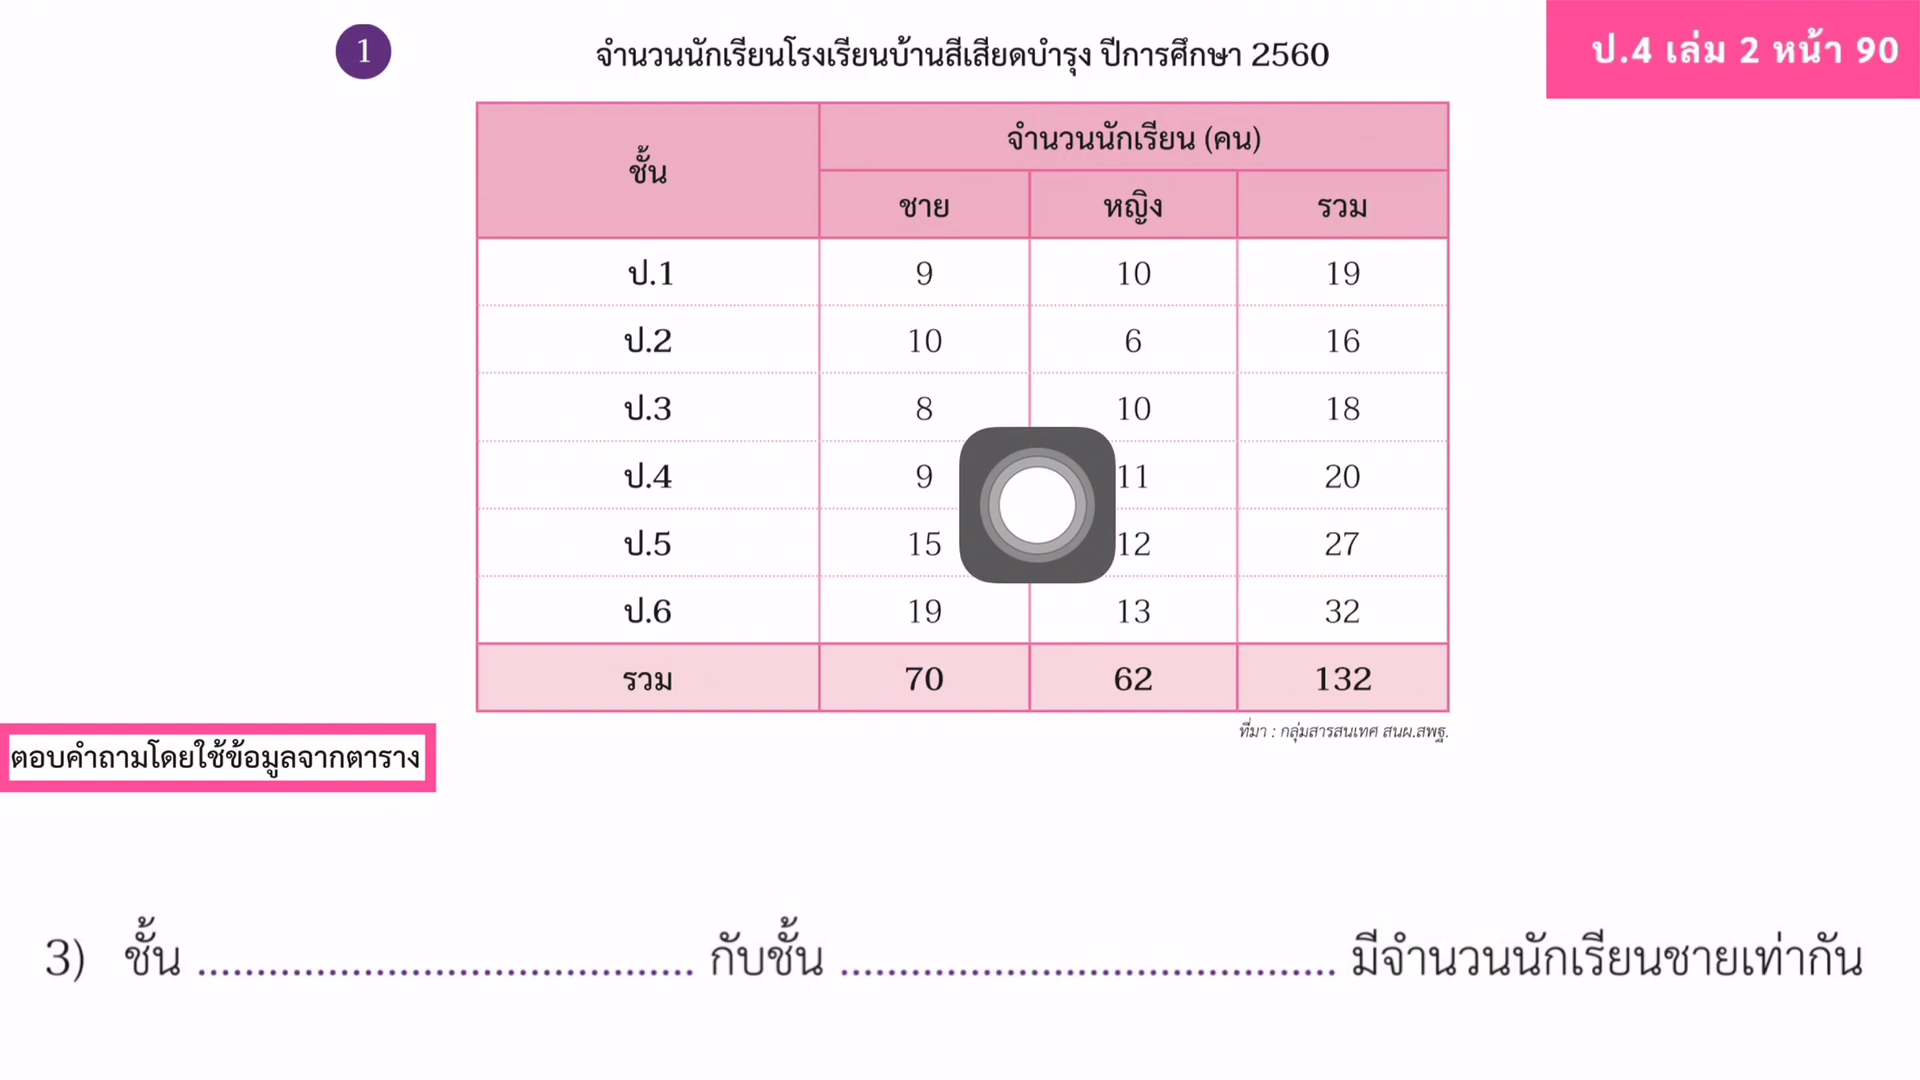 1 จำนวนนักเรียนโรงเรียนบ้านสีเสียดบำรุง ปีการศึกษา 2560
ป.4 เล่ม 2 หน้า 90
ชั้น จำนวนนักเรียน (คน)
ชาย หญิง รวม
ป.1 9 10 19
ป.2 10 6 16
ป.3 8 10 18
ป.4 9 11 20
ป.5 15 12 27
ป.6 19 13 32
รวม 70 62 132
ที่มา : กลุ่มสารสนเทศ สนผ.สพฐ.
ตอบคำถามโดยใช้ข้อมูลจากตาราง
3) ชั้น .......................................... กับชั้น .......................................... มีจำนวนนักเรียนชายเท่ากัน